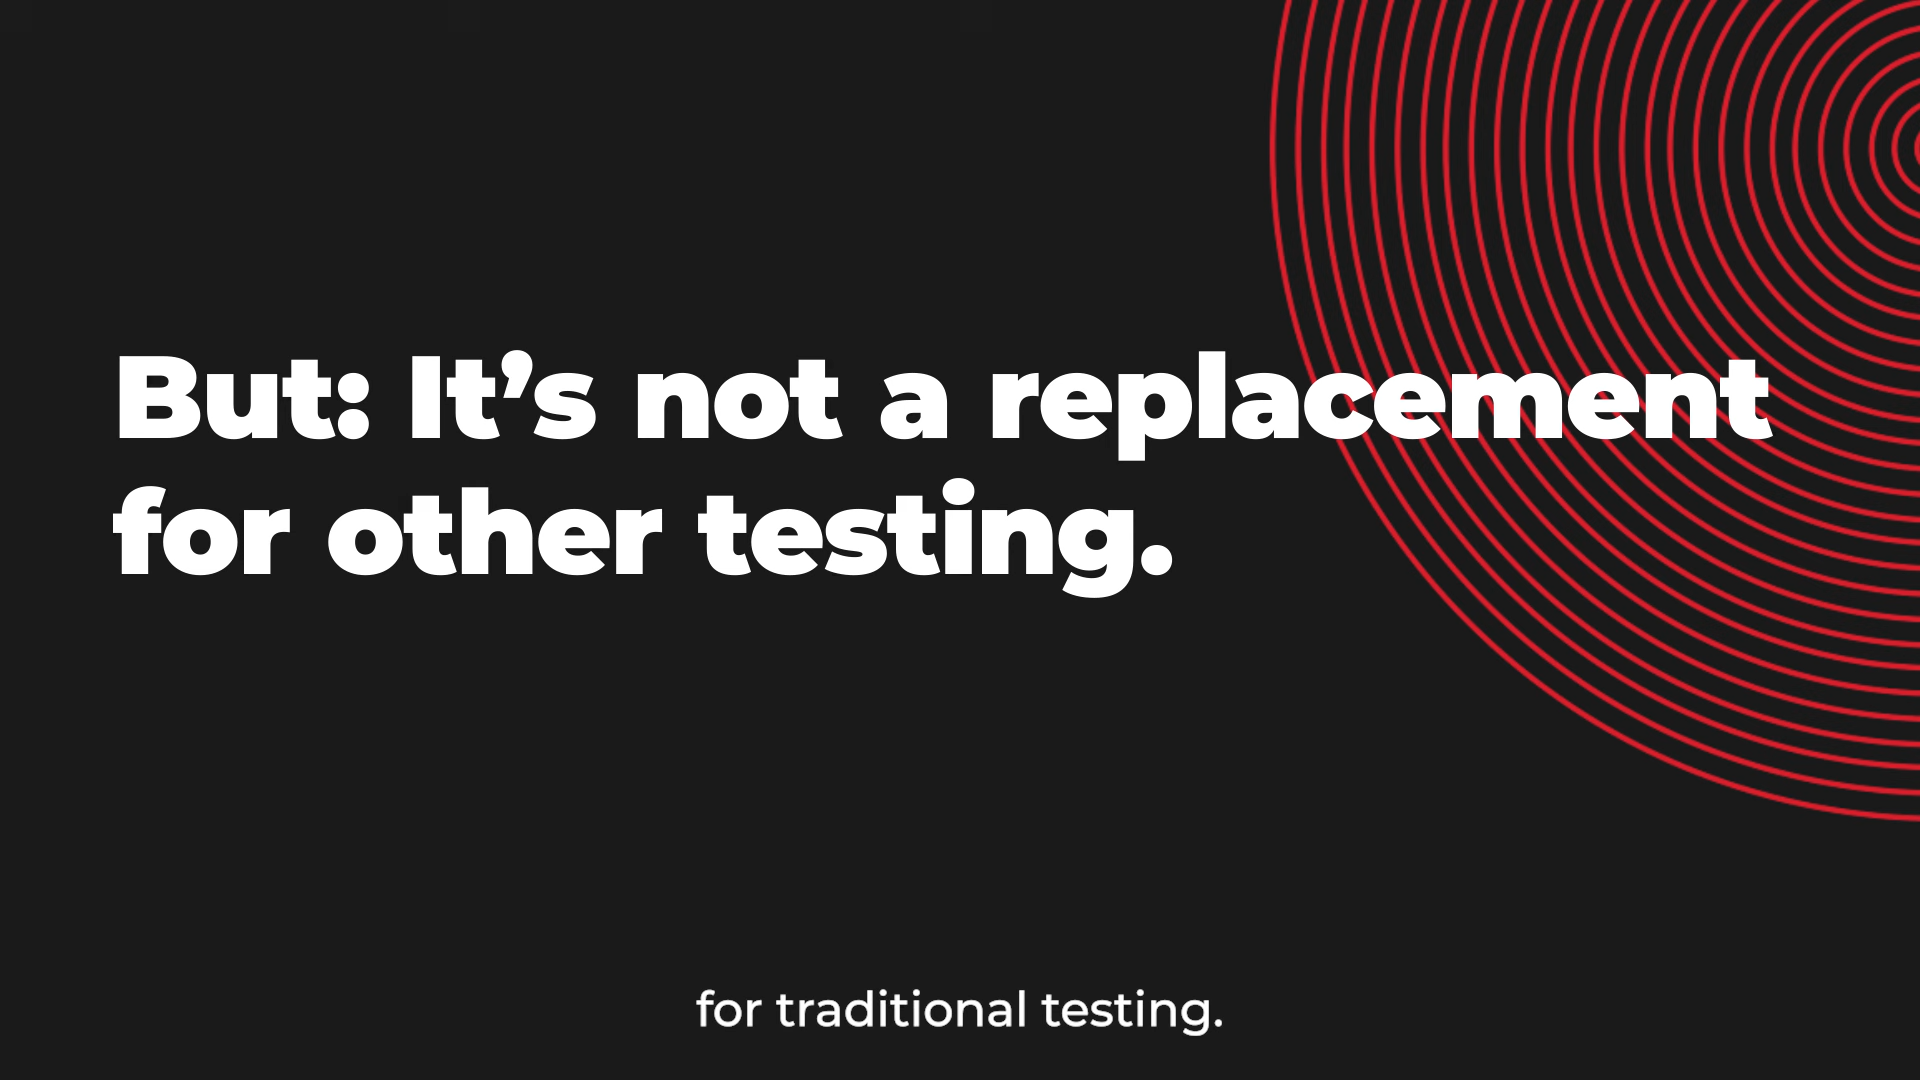 But: It’s not a replacement
for other testing.
for traditional testing.